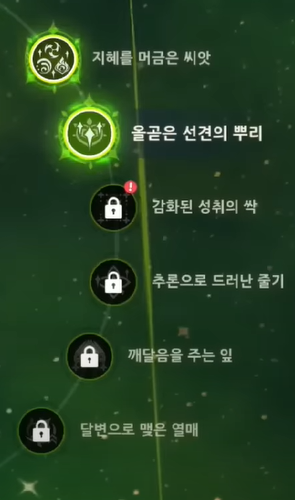 지혜를 머금은 씨앗
올곧은 선견의 뿌리
감화된 성취의 싹
추론으로 드러난 줄기
깨달음을 주는 잎
달변으로 맺은 열매